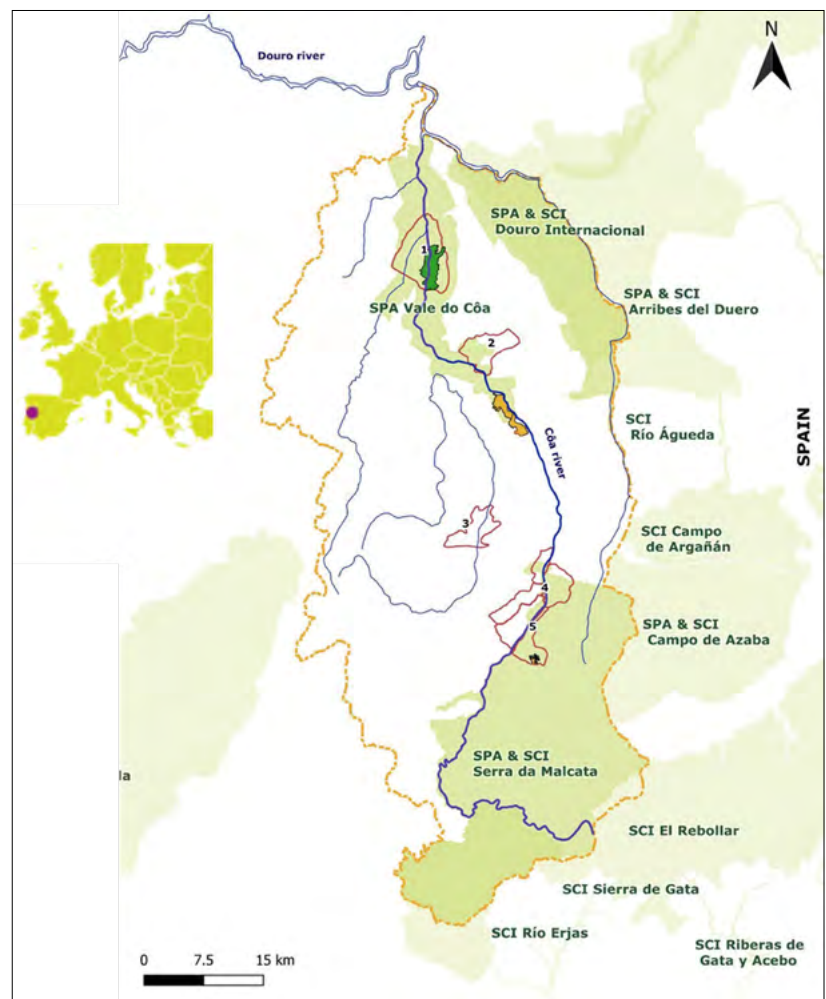 Douro river
N
SPA & SCI
Douro Internacional
1
SPA Vale do Côa
SPA & SCI
Arribes del Duero
2
SCI
Río Águeda
SPAIN
Côa river
3
SCI Campo
de Argañán
4
5
SPA & SCI
Campo de Azaba
SPA & SCI
Serra da Malcata
la
SCI El Rebollar
SCI Sierra de Gata
SCI Río Erjas
SCI Riberas de
Gata y Acebo
0 7.5 15 km